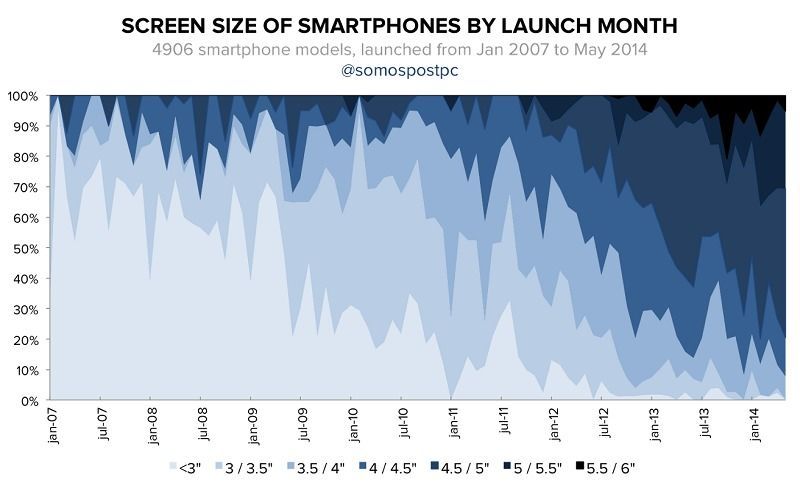 SCREEN SIZE OF SMARTPHONES BY LAUNCH MONTH
4906 smartphone models, launched from Jan 2007 to May 2014
@somospostpc
100%
90%
80%
70%
60%
50%
40%
30%
20%
10%
0%
jan-07 jul-07 jan-08 jul-08 jan-09 jul-09 jan-10 jul-10 jan-11 jul-11 jan-12 jul-12 jan-13 jul-13 jan-14
<3" 3 / 3.5" 3.5 / 4" 4 / 4.5" 4.5 / 5" 5 / 5.5" 5.5 / 6"